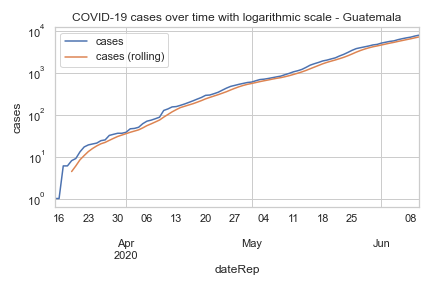 COVID-19 cases over time with logarithmic scale - Guatemala
cases
cases (rolling)
10⁴
10³
10²
10¹
10⁰
cases
16 23 30 06 13 20 27 04 11 18 25 08
Apr May Jun
2020
dateRep